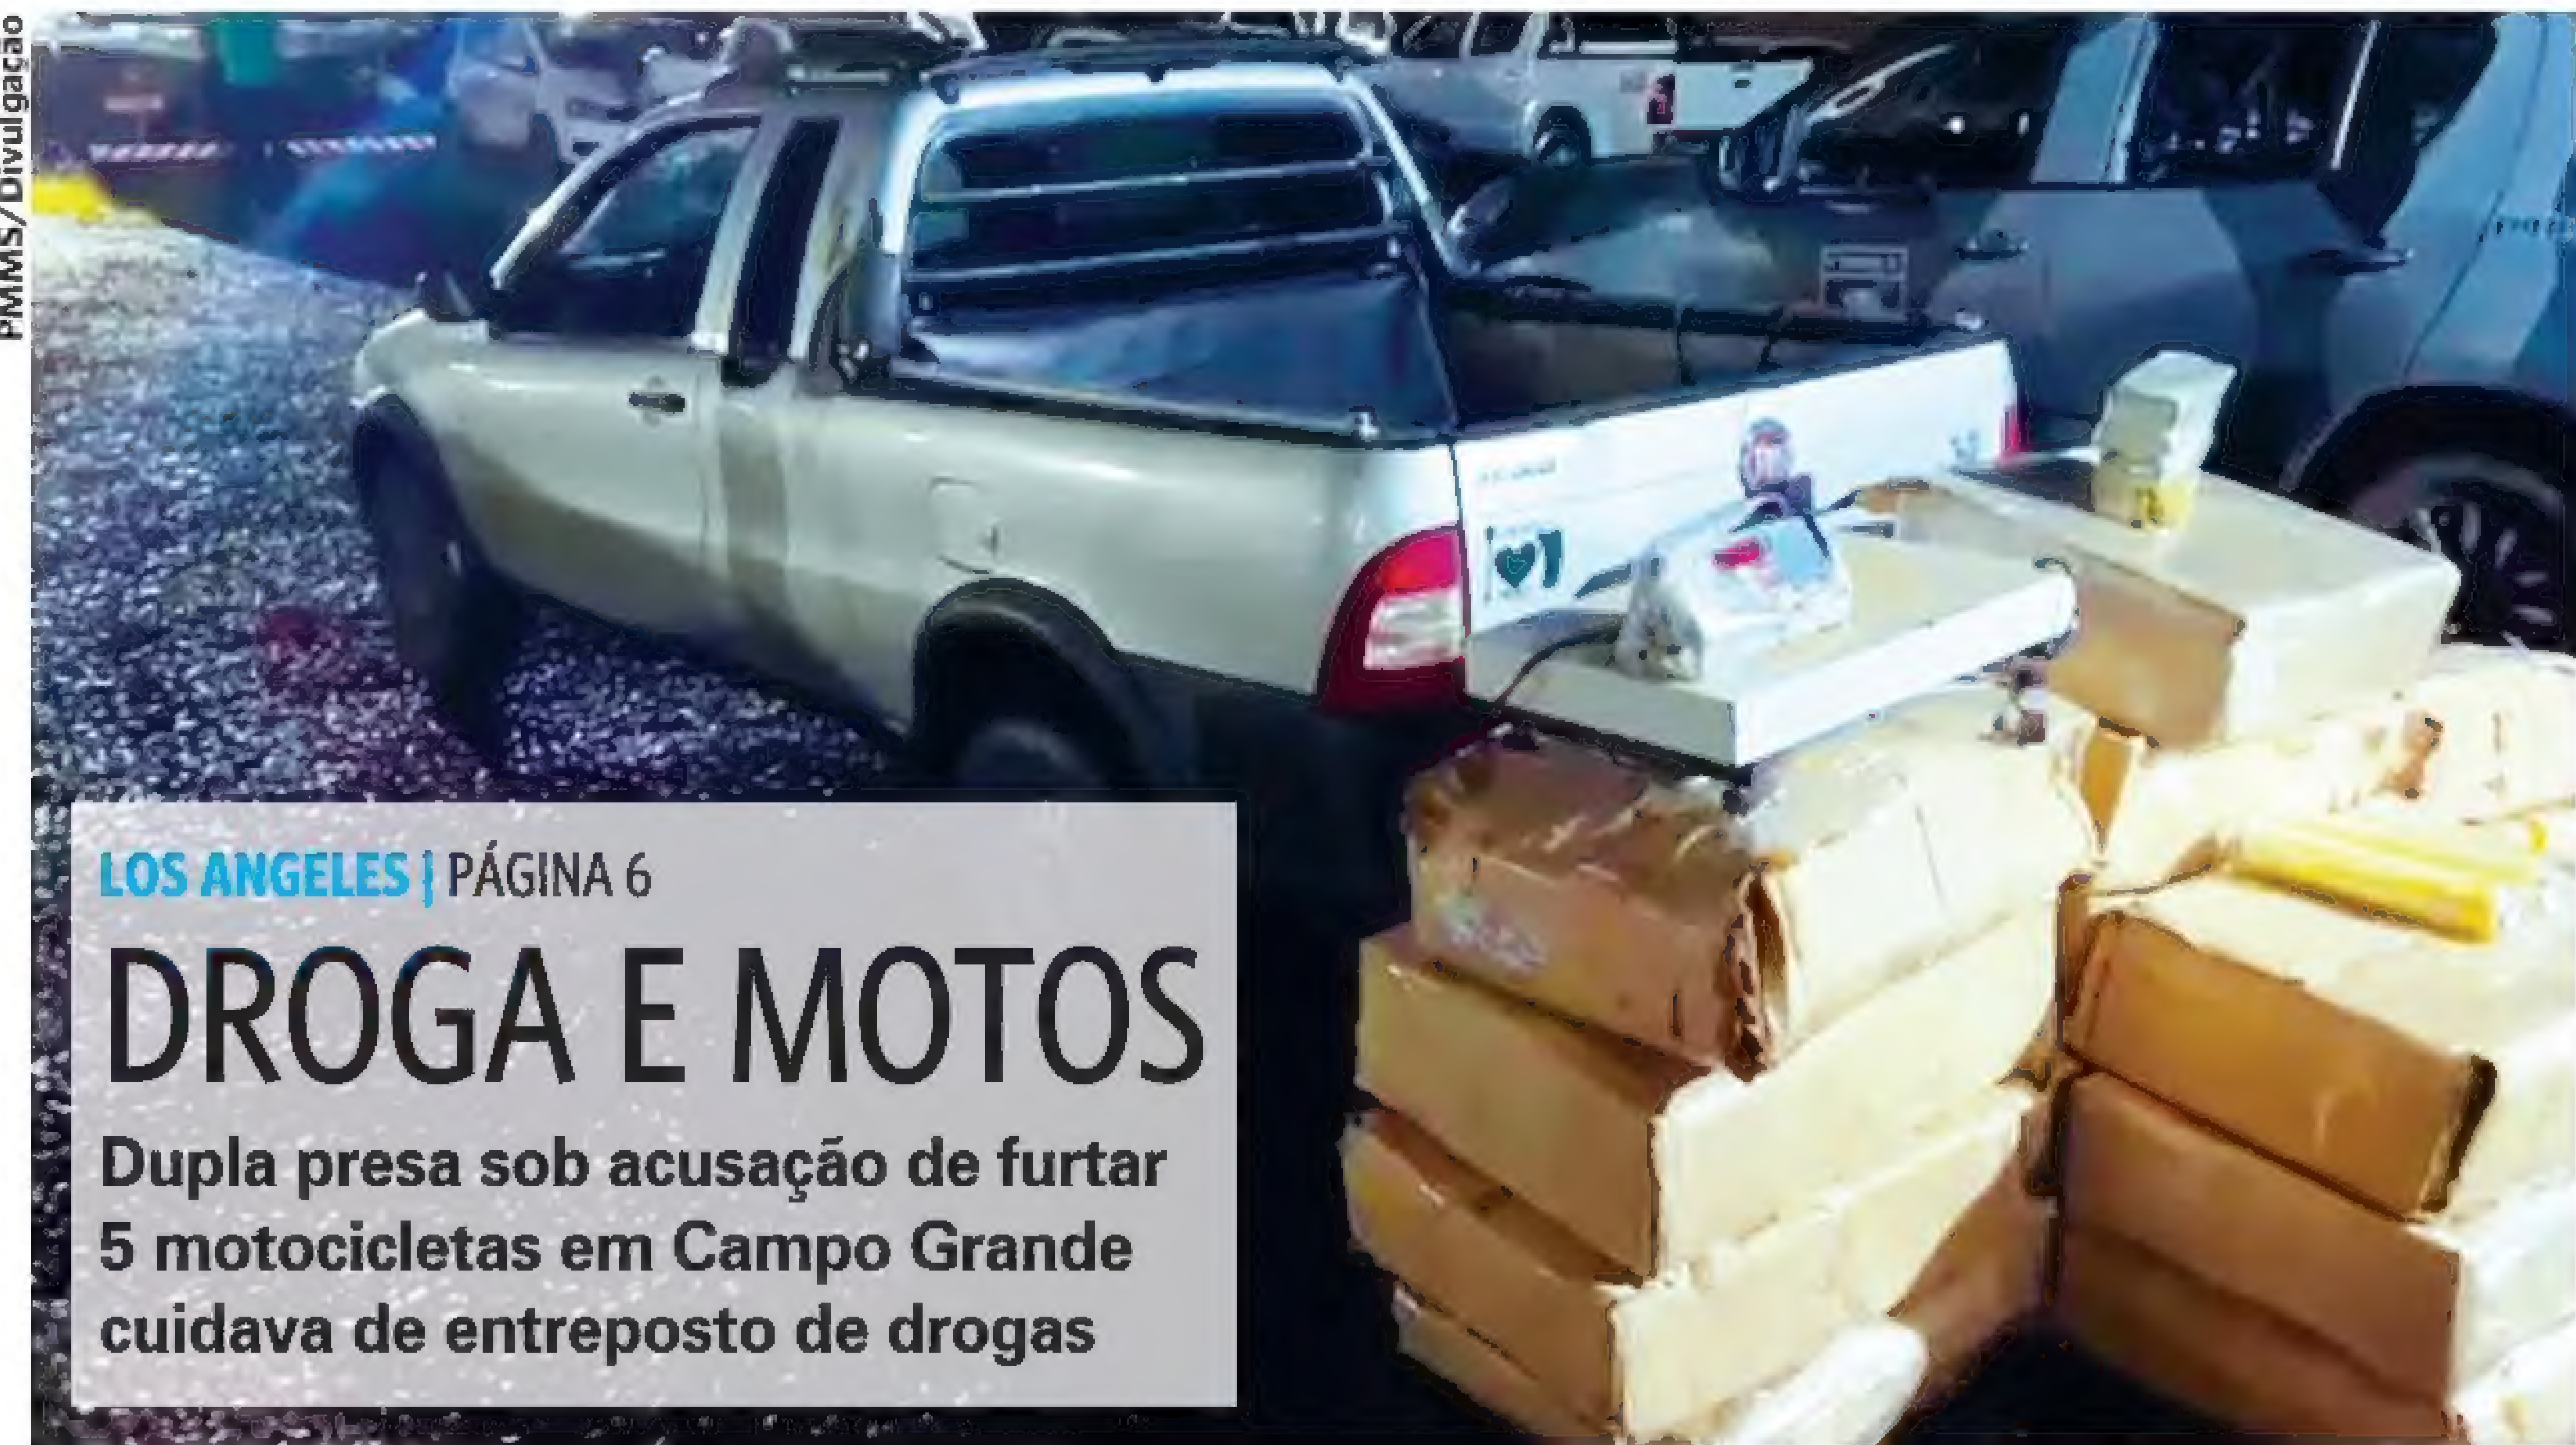 PMMS/Divulgação
LOS ANGELES | PÁGINA 6
DROGA E MOTOS
Dupla presa sob acusação de furtar
5 motocicletas em Campo Grande
cuidava de entreposto de drogas